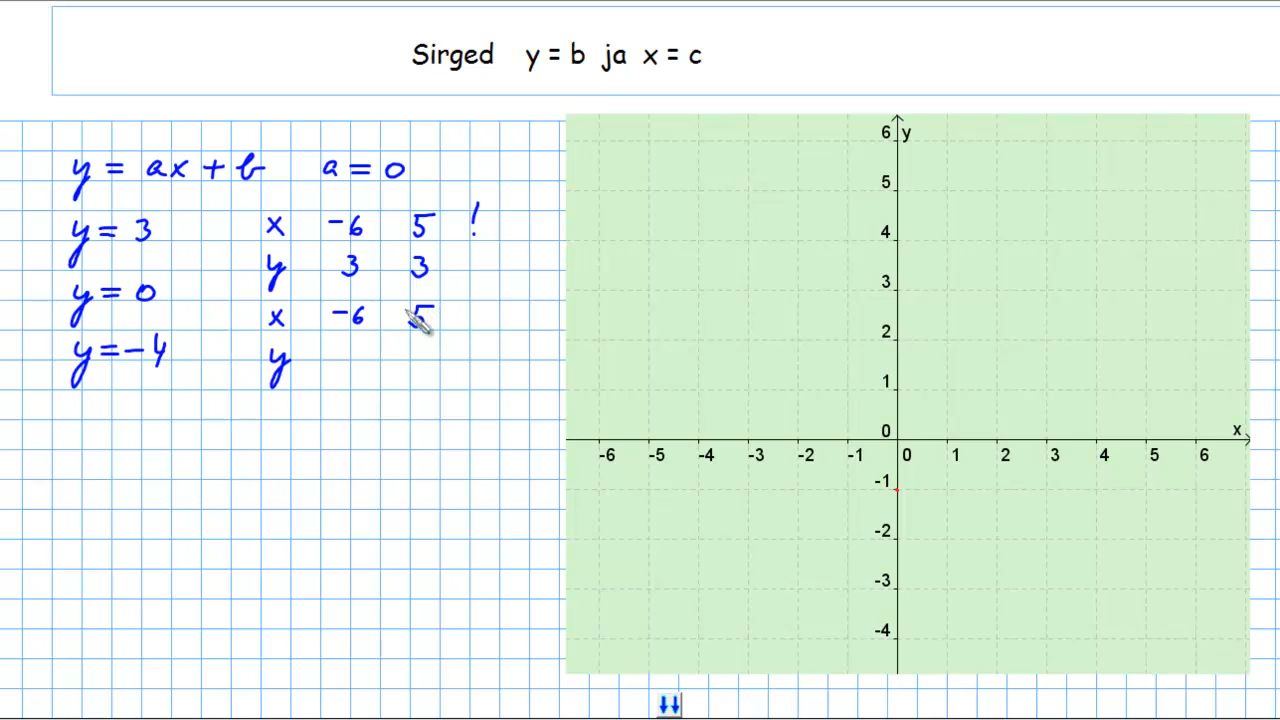 Sirged y = b ja x = c
y = ax + b a = 0
y = 3 x -6 5 !
y 3 3
y = 0
x -6 5
y = -4 y
6 y
5
4
3
2
1
0 x
-6 -5 -4 -3 -2 -1 0 1 2 3 4 5 6
-1
-2
-3
-4